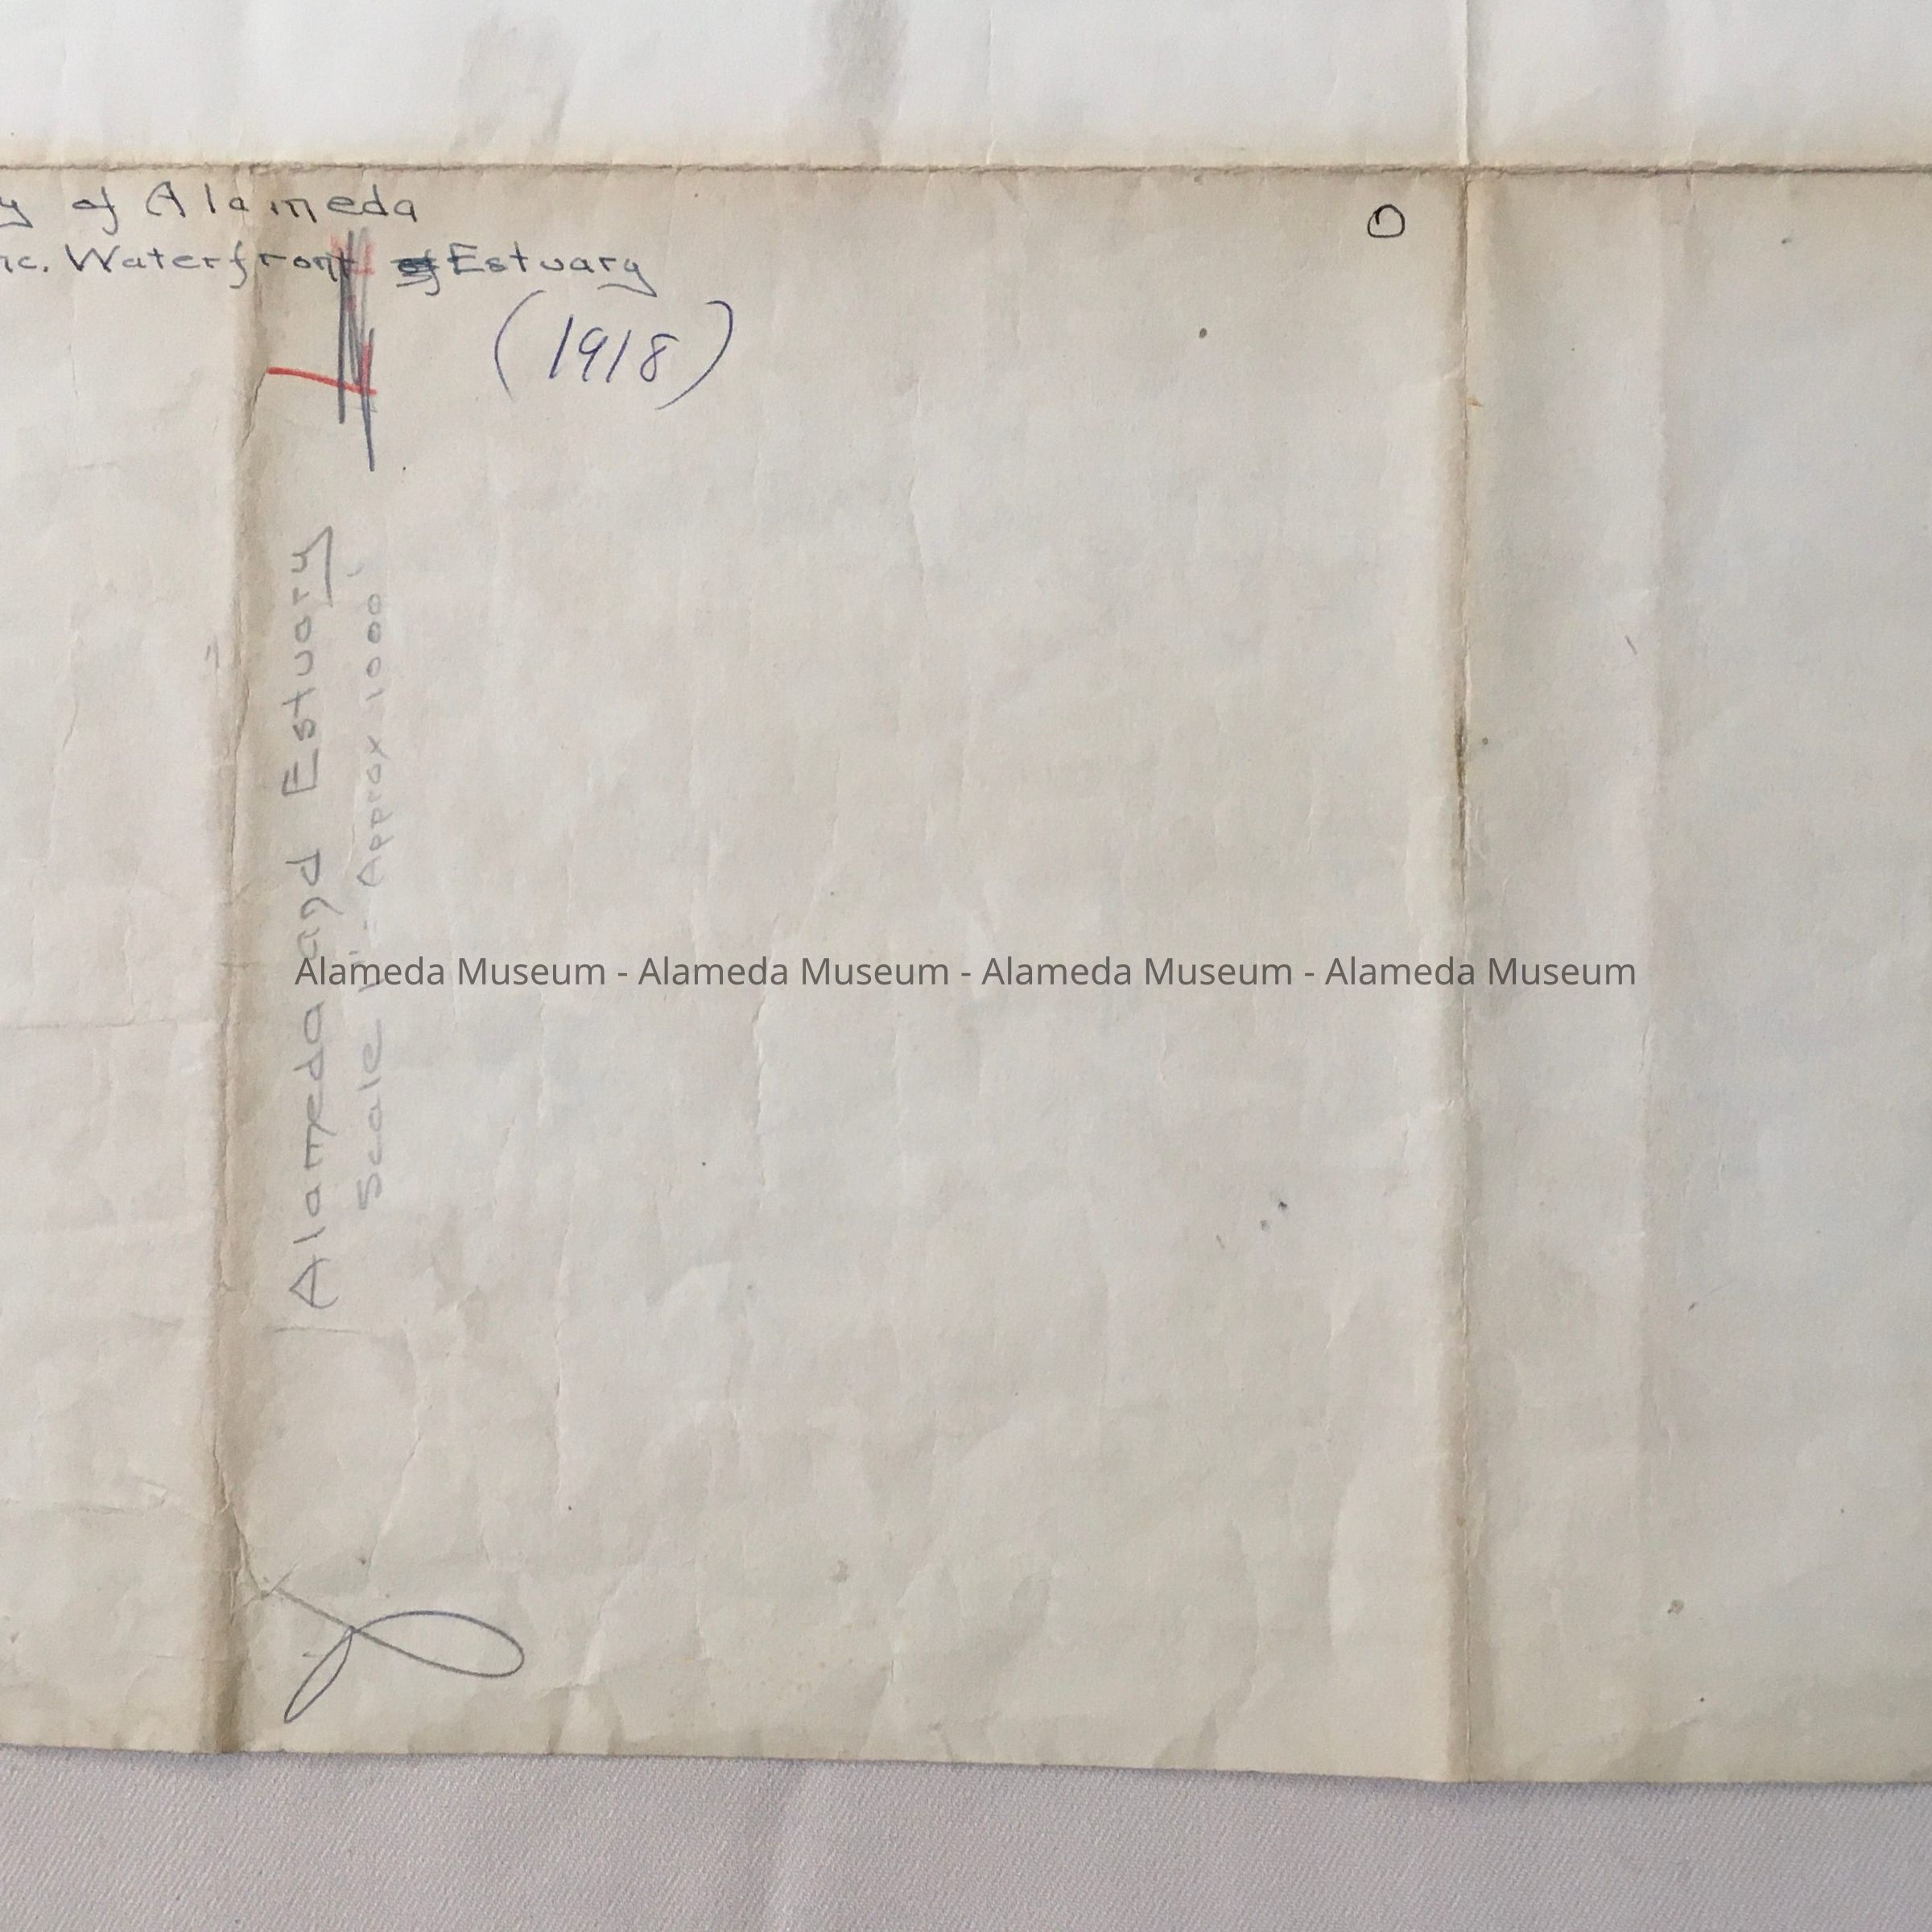 y of Alameda
nc. Waterfront Estuary
(1918)
Alameda and Estuary
Scale 1" - Approx 1000'
Alameda Museum - Alameda Museum - Alameda Museum - Alameda Museum